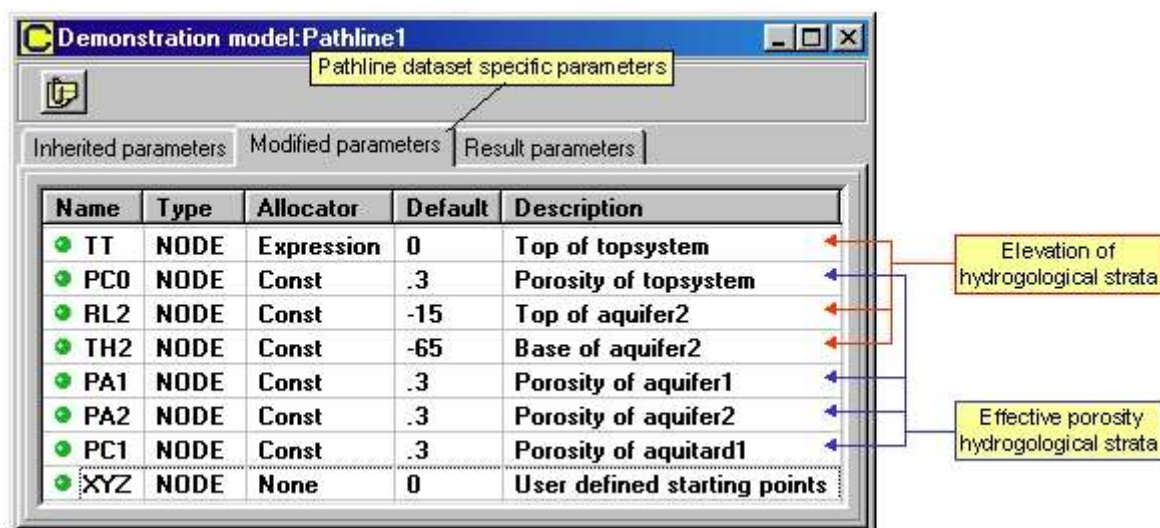 C Demonstration model:Pathline1
Pathline dataset specific parameters
Inherited parameters Modified parameters Result parameters
Name Type Allocator Default Description
TT NODE Expression 0 Top of topsystem
PC0 NODE Const .3 Porosity of topsystem
RL2 NODE Const -15 Top of aquifer2
TH2 NODE Const -65 Base of aquifer2
PA1 NODE Const .3 Porosity of aquifer1
PA2 NODE Const .3 Porosity of aquifer2
PC1 NODE Const .3 Porosity of aquitard1
XYZ NODE None 0 User defined starting points
Elevation of
hydrogological strata
Effective porosity
hydrogological strata